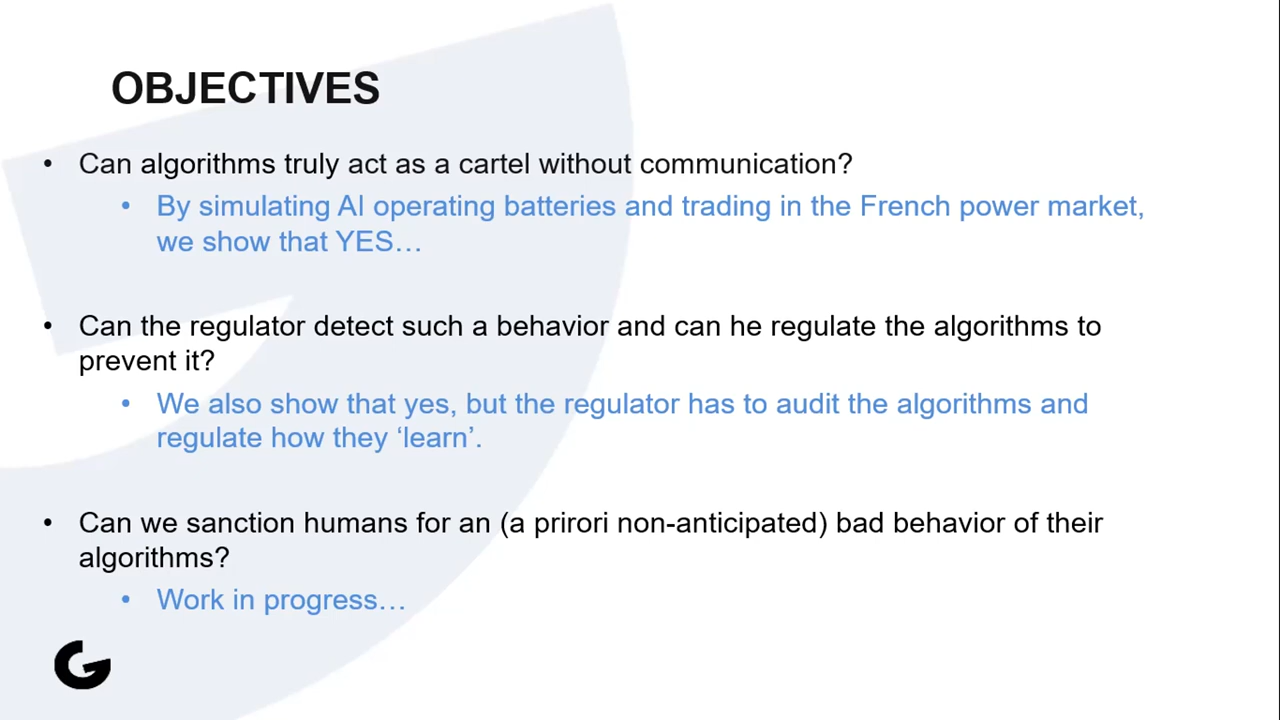 OBJECTIVES
• Can algorithms truly act as a cartel without communication?
• By simulating AI operating batteries and trading in the French power market,
we show that YES…
• Can the regulator detect such a behavior and can he regulate the algorithms to
prevent it?
• We also show that yes, but the regulator has to audit the algorithms and
regulate how they ‘learn’.
• Can we sanction humans for an (a prirori non-anticipated) bad behavior of their
algorithms?
• Work in progress…
G